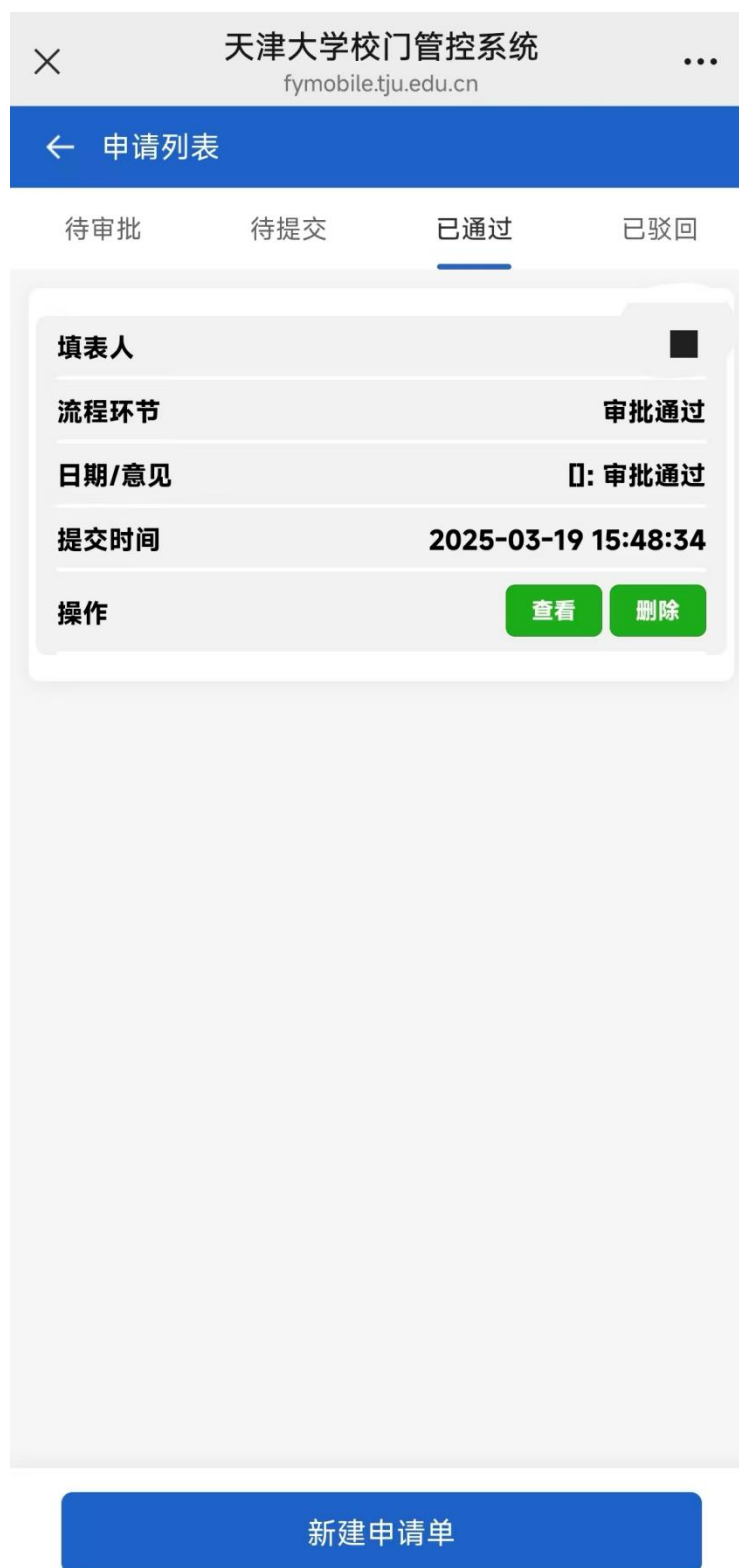 天津大学校门管控系统
fymobile.tju.edu.cn
申请列表
待审批 待提交 已通过 已驳回
填表人
流程环节 审批通过
日期/意见 []: 审批通过
提交时间 2025-03-19 15:48:34
操作 查看 删除
新建申请单